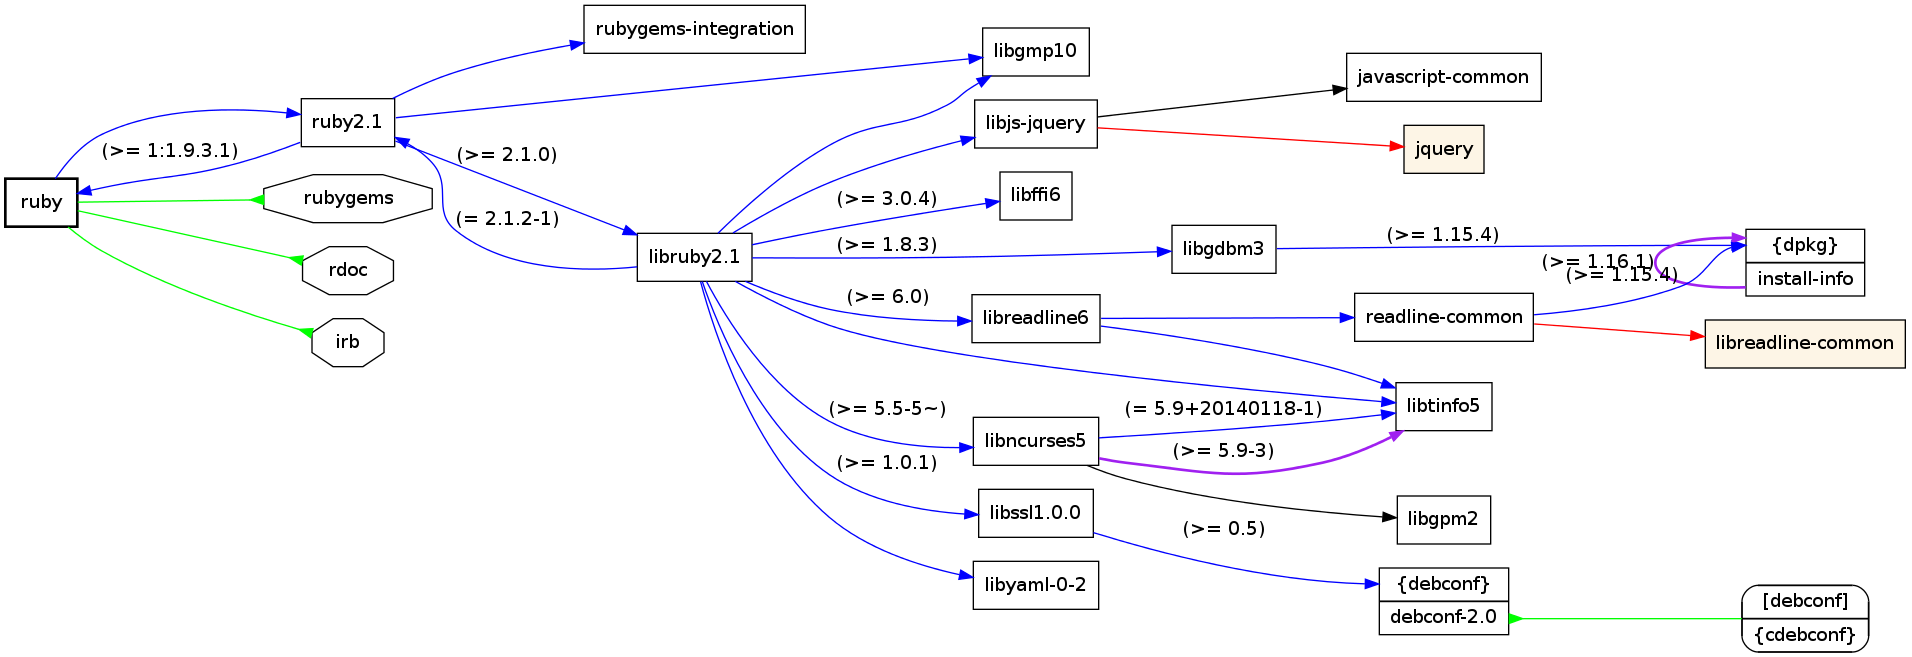 rubygems-integration
libgmp10
javascript-common
ruby2.1
libjs-jquery
jquery
(>= 1:1.9.3.1)
(>= 2.1.0)
ruby
rubygems
(>= 3.0.4)
libffi6
(= 2.1.2-1)
(>= 1.8.3)
libgdbm3
(>= 1.15.4)
{dpkg}
install-info
libruby2.1
(>= 1.16.1)
(>= 1.15.4)
rdoc
(>= 6.0)
libreadline6
readline-common
irb
libreadline-common
(>= 5.5-5~)
(= 5.9+20140118-1)
libtinfo5
libncurses5
(>= 5.9-3)
(>= 1.0.1)
libssl1.0.0
(>= 0.5)
libgpm2
libyaml-0-2
{debconf}
debconf-2.0
[debconf]
{cdebconf}